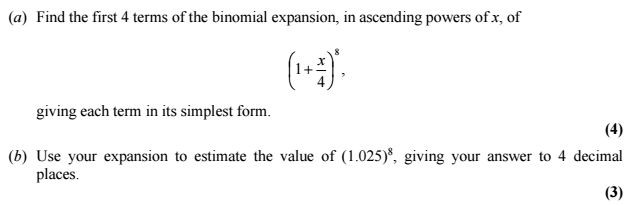 (a) Find the first 4 terms of the binomial expansion, in ascending powers of x, of
(1+x/4)⁸,
giving each term in its simplest form.
(4)
(b) Use your expansion to estimate the value of (1.025)⁸, giving your answer to 4 decimal
places.
(3)